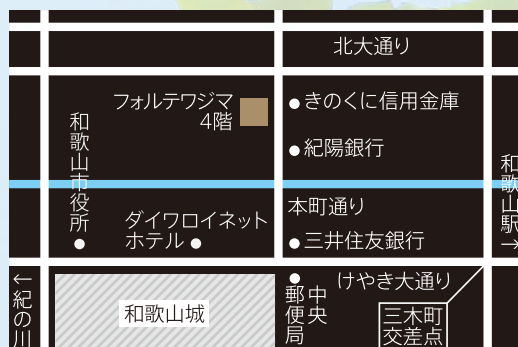 北大通り
フォルテワジマ
4階
きのくに信用金庫
和歌山市役所
紀陽銀行
和歌山駅→
本町通り
ダイワロイネット
ホテル
三井住友銀行
←紀の川
けやき大通り
中央
郵便局
和歌山城
三木町
交差点